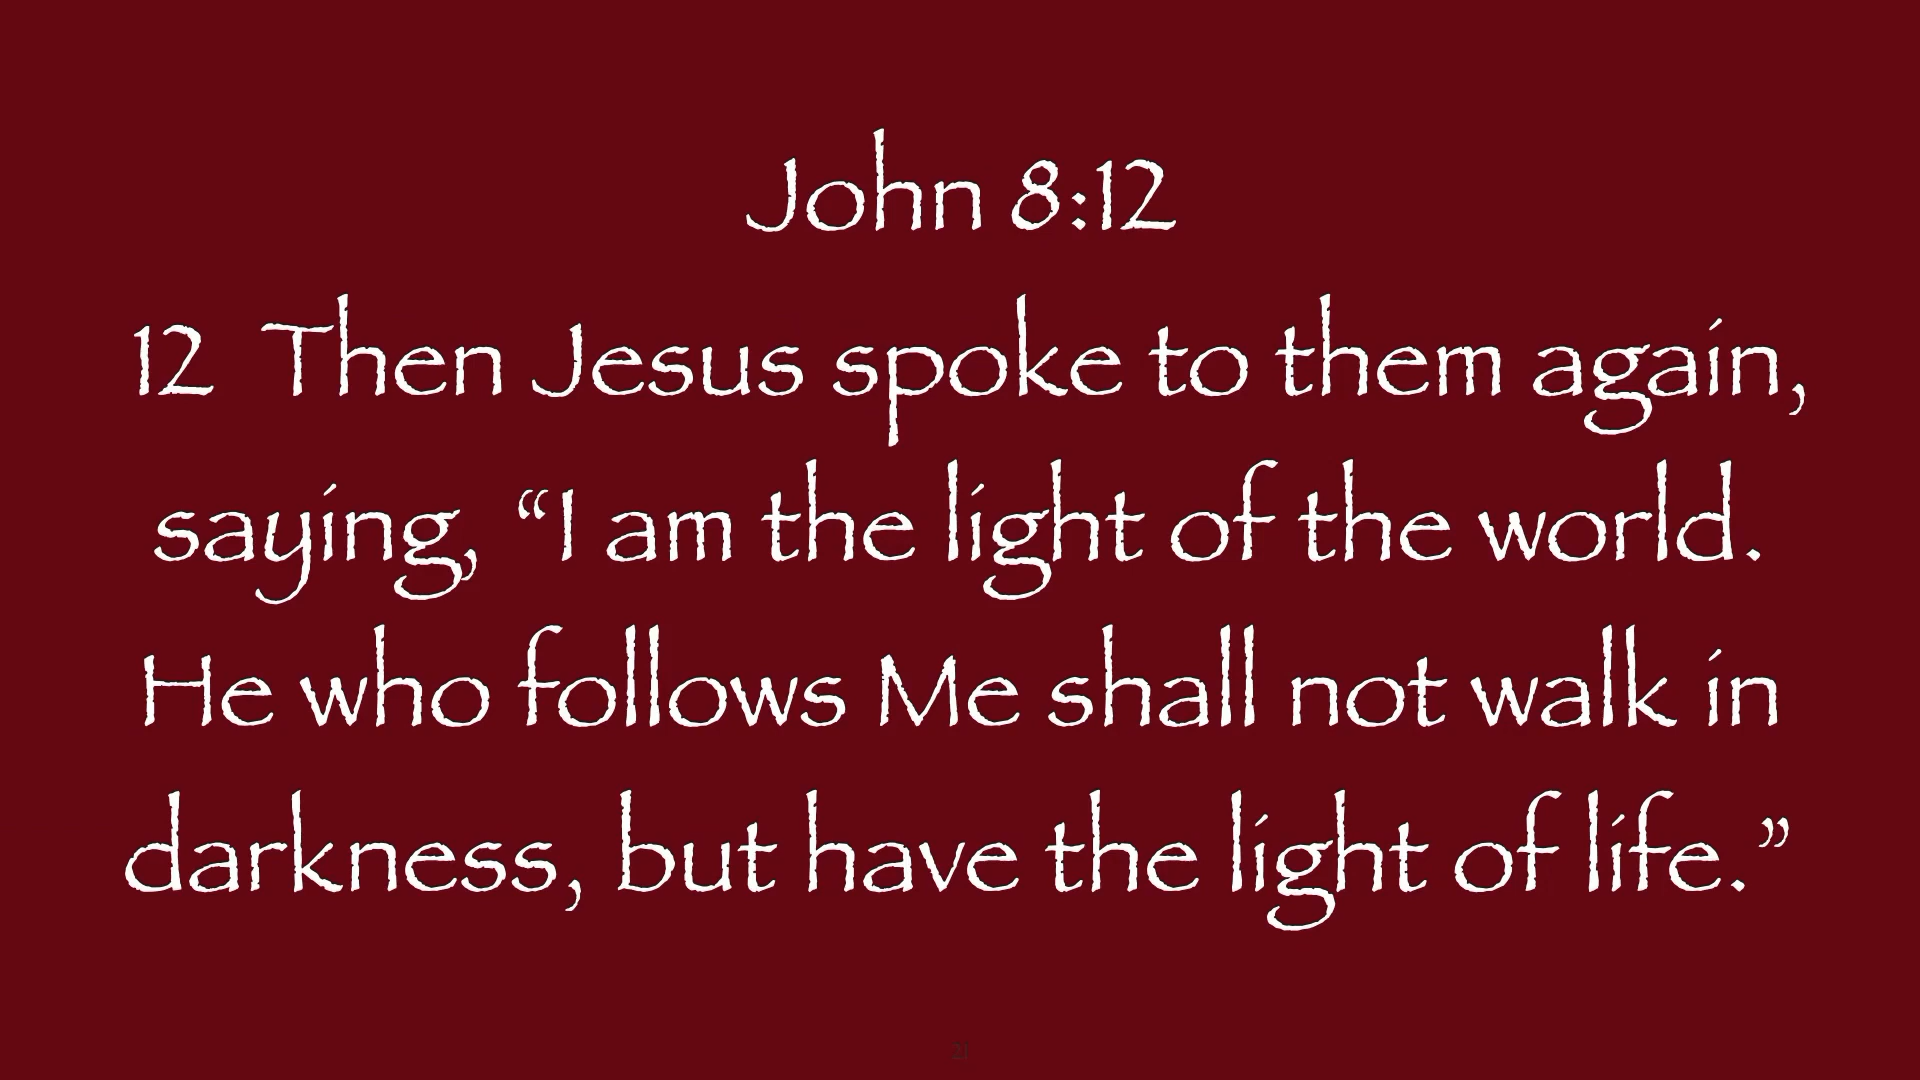 John 8:12
12 Then Jesus spoke to them again,
saying, “I am the light of the world.
He who follows Me shall not walk in
darkness, but have the light of life.”
21